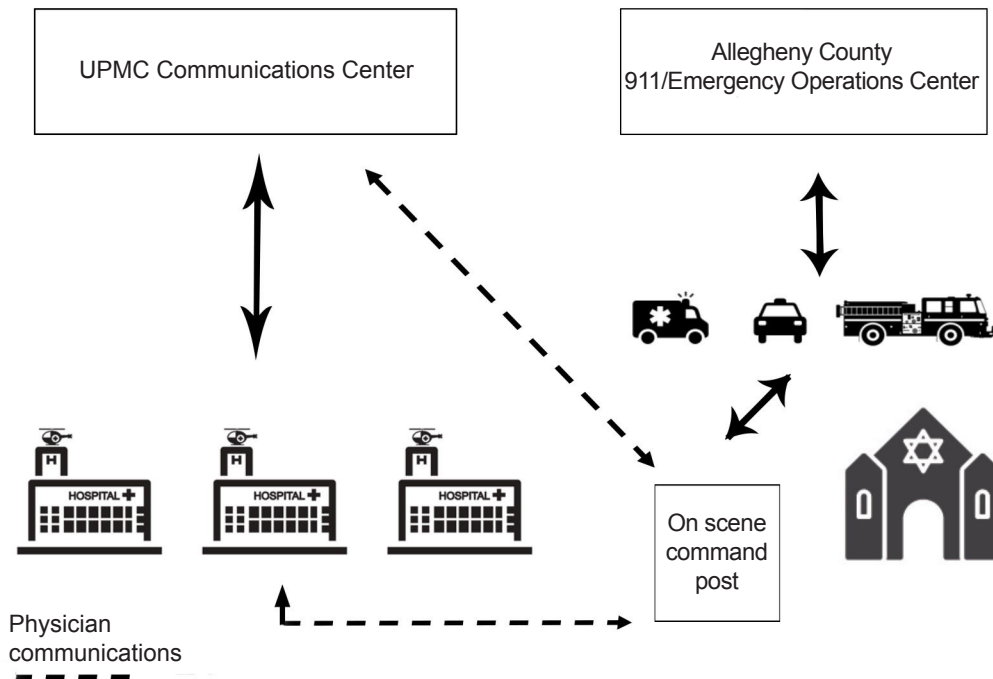 UPMC Communications Center
Allegheny County
911/Emergency Operations Center
H
H
H
HOSPITAL
HOSPITAL
HOSPITAL
On scene
command
post
Physician
communications